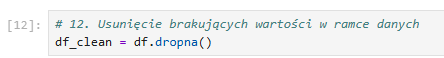 [12]: # 12. Usunięcie brakujących wartości w ramce danych
df_clean = df.dropna()